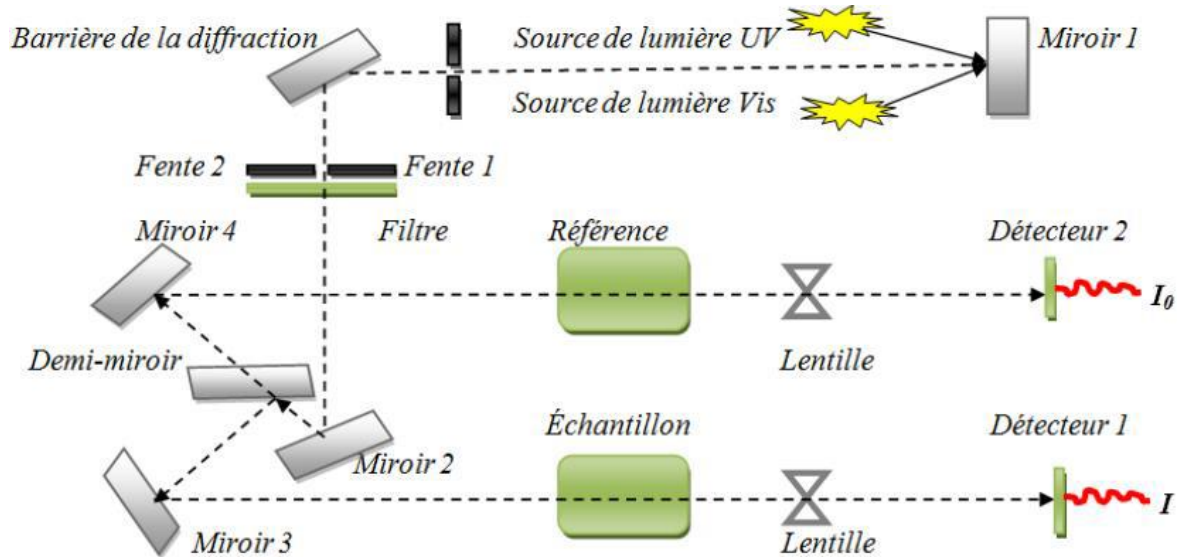 Barrière de la diffraction
Source de lumière UV
Miroir 1
Source de lumière Vis
Fente 2
Fente 1
Miroir 4
Filtre
Référence
Détecteur 2
I0
Demi-miroir
Lentille
Échantillon
Détecteur 1
Miroir 2
I
Miroir 3
Lentille